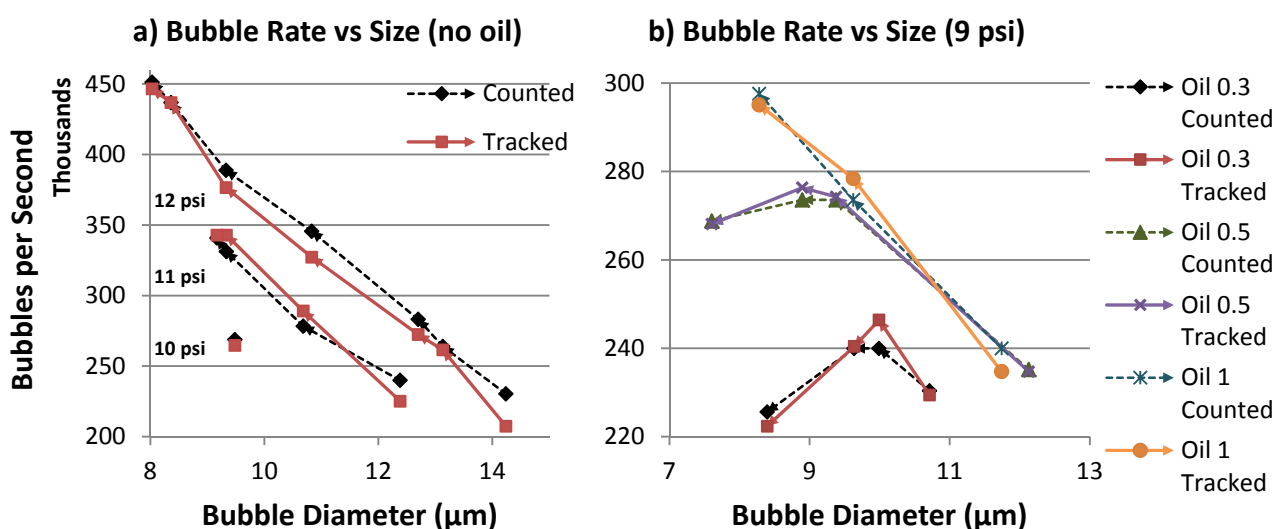 a) Bubble Rate vs Size (no oil)
Bubbles per Second
Thousands
450
400
350
300
250
200
8
10
12
14
Counted
Tracked
12 psi
11 psi
10 psi
Bubble Diameter (µm)
b) Bubble Rate vs Size (9 psi)
300
280
260
240
220
7
9
11
13
Bubble Diameter (µm)
Oil 0.3
Counted
Oil 0.3
Tracked
Oil 0.5
Counted
Oil 0.5
Tracked
Oil 1
Counted
Oil 1
Tracked